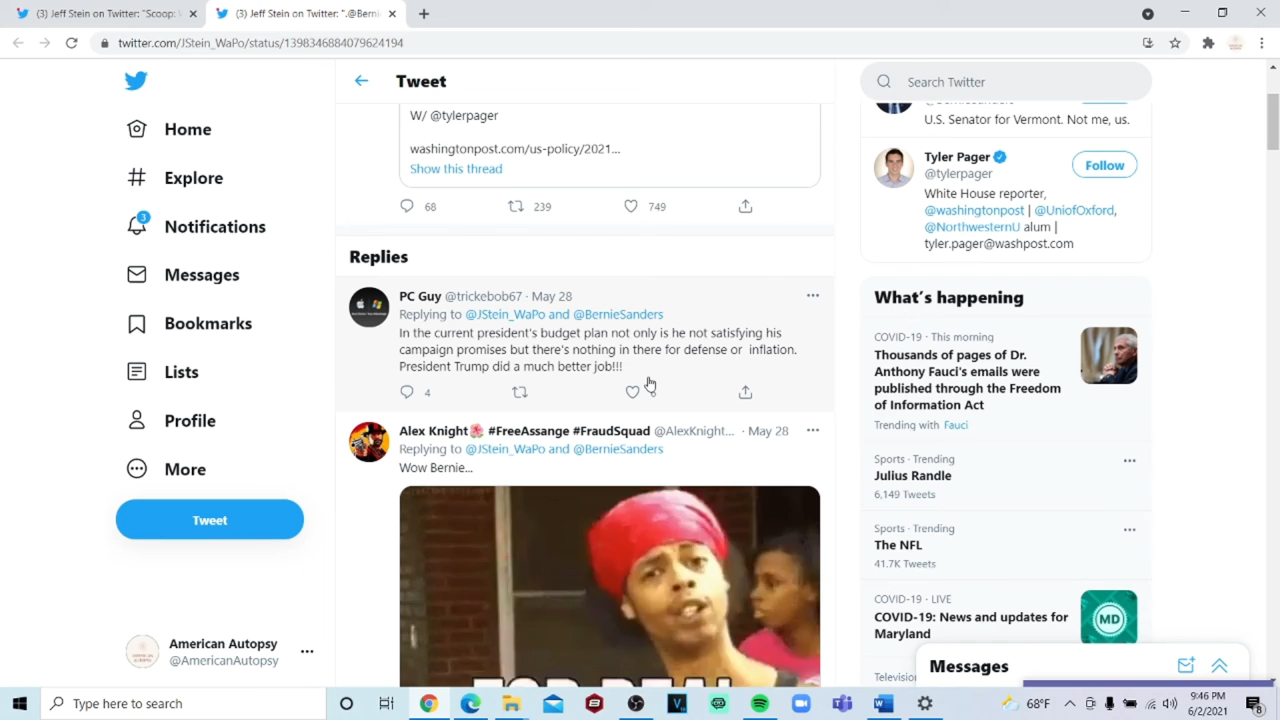 (3) Jeff Stein on Twitter: "Scoop:
(3) Jeff Stein on Twitter: ".@Berni
twitter.com/JStein_WaPo/status/1398346884079624194
Tweet
Search Twitter
Home
Explore
3
Notifications
Messages
Bookmarks
Lists
Profile
More
Tweet
American Autopsy
@AmericanAutopsy
W/ @tylerpager
washingtonpost.com/us-policy/2021...
Show this thread
68
239
749
Replies
PC Guy @trickebob67 · May 28
Replying to @JStein_WaPo and @BernieSanders
In the current president's budget plan not only is he not satisfying his
campaign promises but there's nothing in there for defense or inflation.
President Trump did a much better job!!!
4
Alex Knight🌹 #FreeAssange #FraudSquad @AlexKnight... · May 28
Replying to @JStein_WaPo and @BernieSanders
Wow Bernie...
U.S. Senator for Vermont. Not me, us.
Tyler Pager
@tylerpager
Follow
White House reporter,
@washingtonpost | @UniofOxford,
@NorthwesternU alum |
tyler.pager@washpost.com
What's happening
COVID-19 · This morning
Thousands of pages of Dr.
Anthony Fauci's emails were
published through the Freedom
of Information Act
Trending with Fauci
Sports · Trending
Julius Randle
6,149 Tweets
Sports · Trending
The NFL
41.7K Tweets
COVID-19 · LIVE
COVID-19: News and updates for
Maryland
MD
Televisio
Messages
Type here to search
68°F
9:46 PM
6/2/2021
8